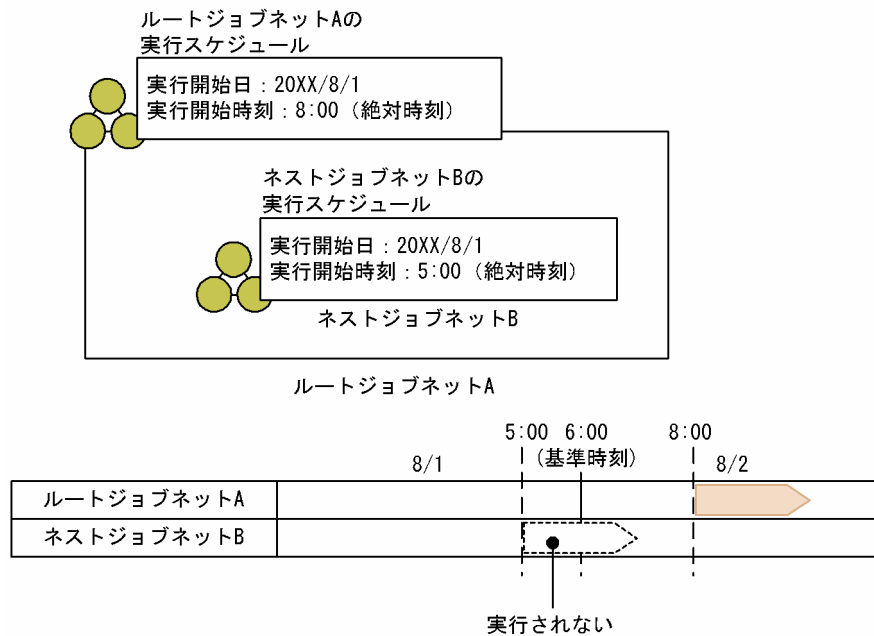 ルートジョブネットAの
実行スケジュール
実行開始日：20XX/8/1
実行開始時刻：8:00（絶対時刻）
ネストジョブネットBの
実行スケジュール
実行開始日：20XX/8/1
実行開始時刻：5:00（絶対時刻）
ネストジョブネットB
ルートジョブネットA
5:00 6:00 8:00
8/1 （基準時刻） 8/2
ルートジョブネットA
ネストジョブネットB
実行されない